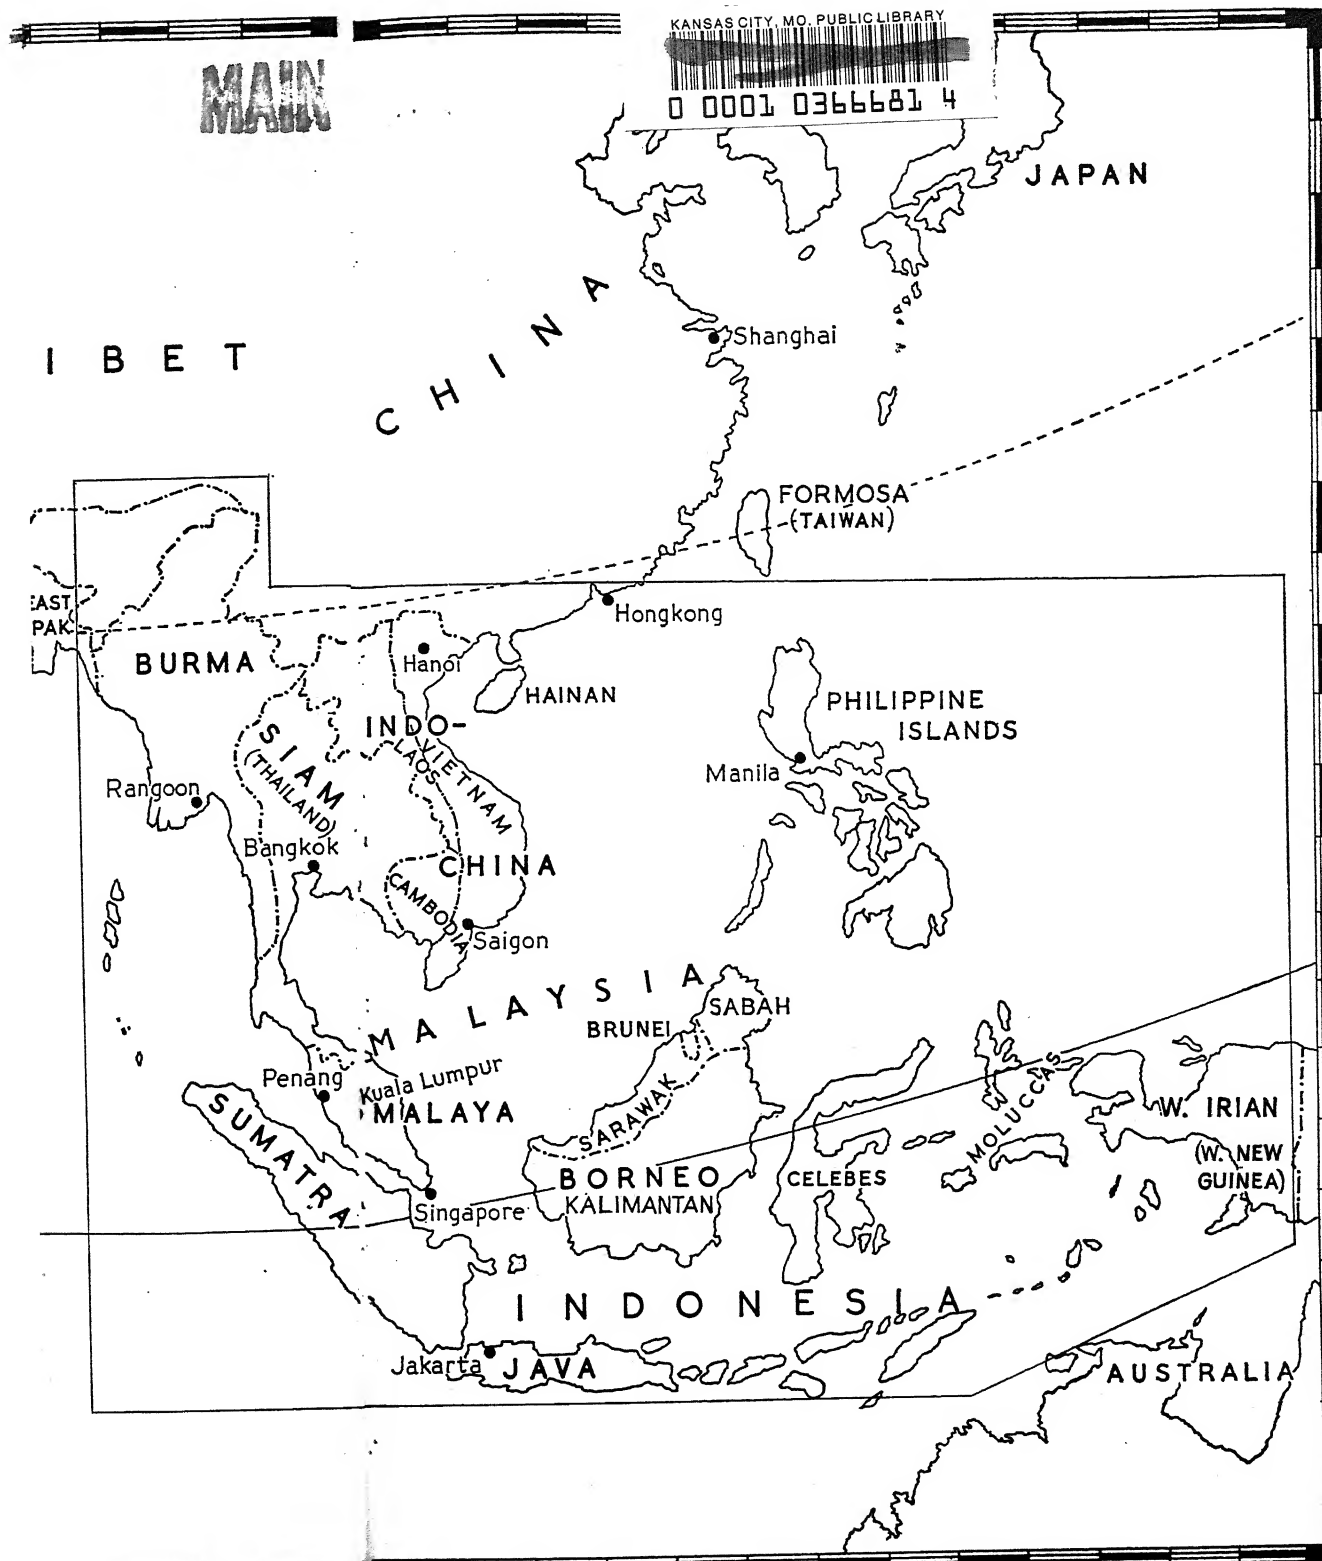 KANSAS CITY, MO. PUBLIC LIBRARY
0 0001 0366681 4
MAIN
JAPAN
CHINA
Shanghai
IBET
FORMOSA
(TAIWAN)
EAST
PAK
Hongkong
BURMA
Hanoi
HAINAN
PHILIPPINE
ISLANDS
INDO-
SIAM
(THAILAND)
LAOS
VIETNAM
Manila
Rangoon
Bangkok
CHINA
CAMBODIA
Saigon
MALAYSIA
SABAH
BRUNEI
Penang
Kuala Lumpur
MALAYA
SUMATRA
SARAWAK
MOLUCCAS
W. IRIAN
(W. NEW
GUINEA)
BORNEO
KALIMANTAN
CELEBES
Singapore
INDONESIA
Jakarta
JAVA
AUSTRALIA